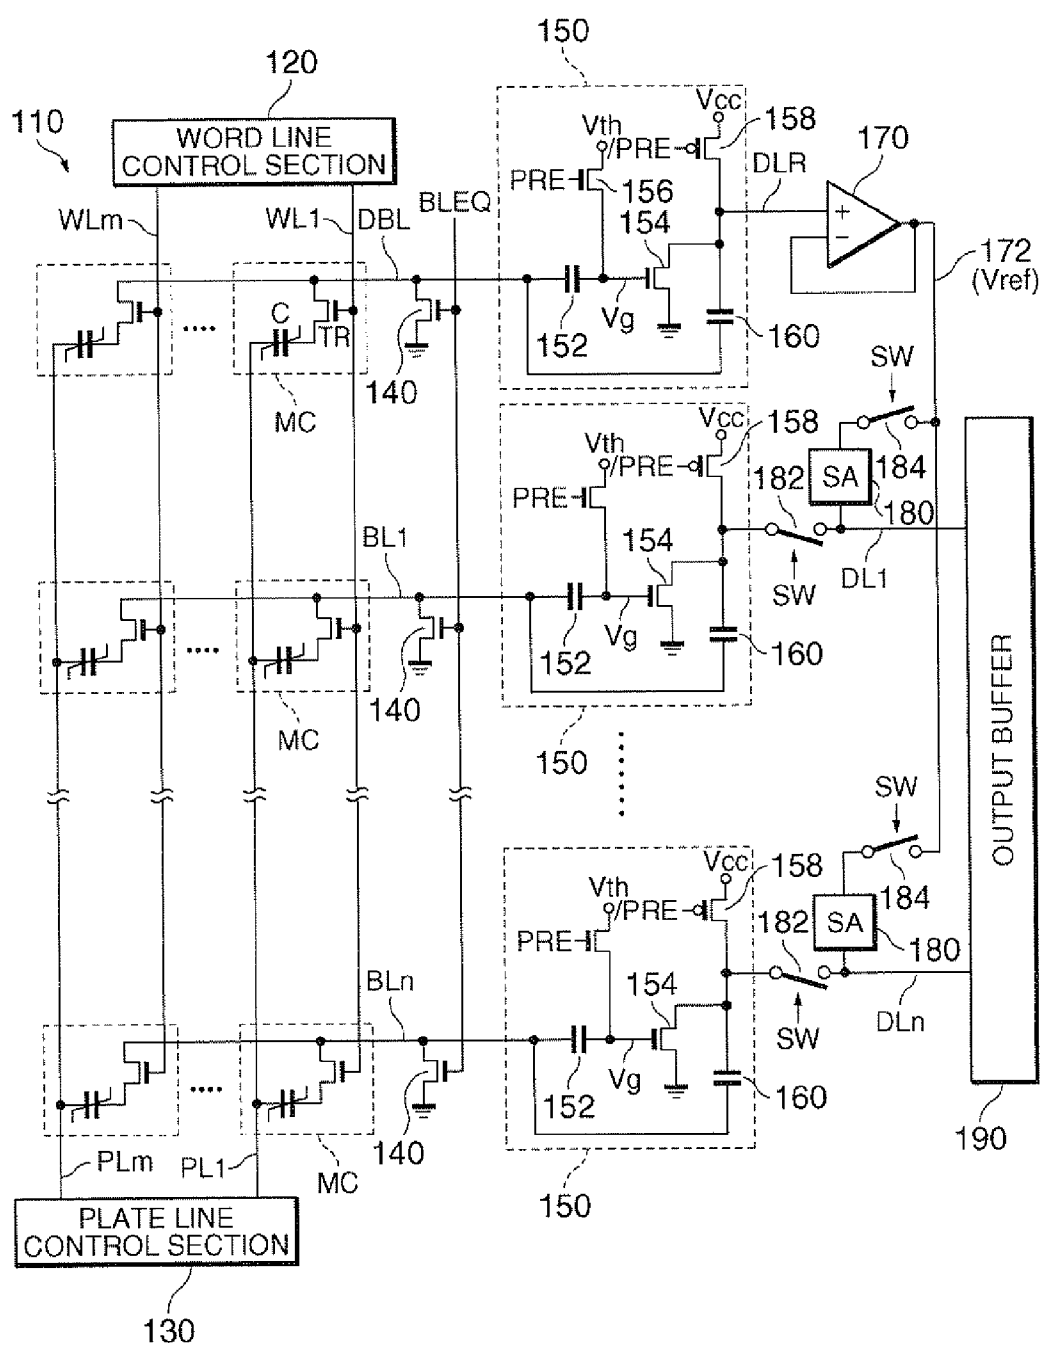 150
120
110
WORD LINE
CONTROL SECTION
Vcc
Vth
/PRE
158
170
DLR
PRE
156
154
WLm
WL1
DBL
BLEQ
172
(Vref)
C
TR
Vg
152
160
140
MC
SW
184
Vcc
158
Vth
/PRE
PRE
182
SA
180
154
BL1
DL1
SW
Vg
152
160
140
MC
150
OUTPUT BUFFER
SW
184
Vcc
158
Vth
/PRE
PRE
182
SA
180
154
BLn
DLn
SW
Vg
152
160
140
MC
150
190
PLm
PL1
PLATE LINE
CONTROL SECTION
130